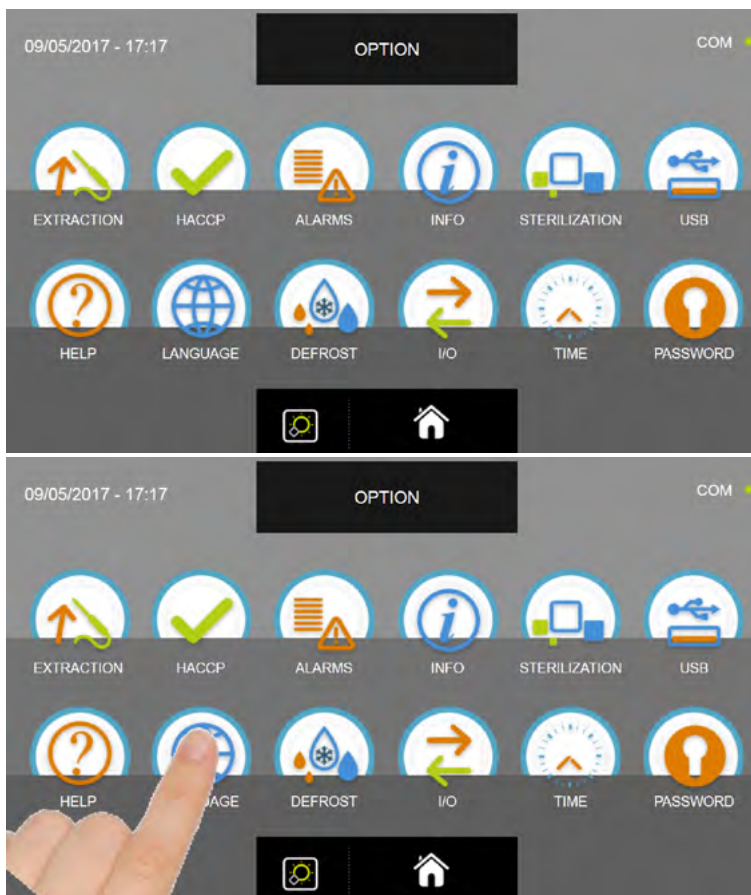 09/05/2017 - 17:17 OPTION COM
EXTRACTION HACCP ALARMS INFO STERILIZATION USB
HELP LANGUAGE DEFROST I/O TIME PASSWORD
09/05/2017 - 17:17 OPTION COM
EXTRACTION HACCP ALARMS INFO STERILIZATION USB
HELP UAGE DEFROST I/O TIME PASSWORD